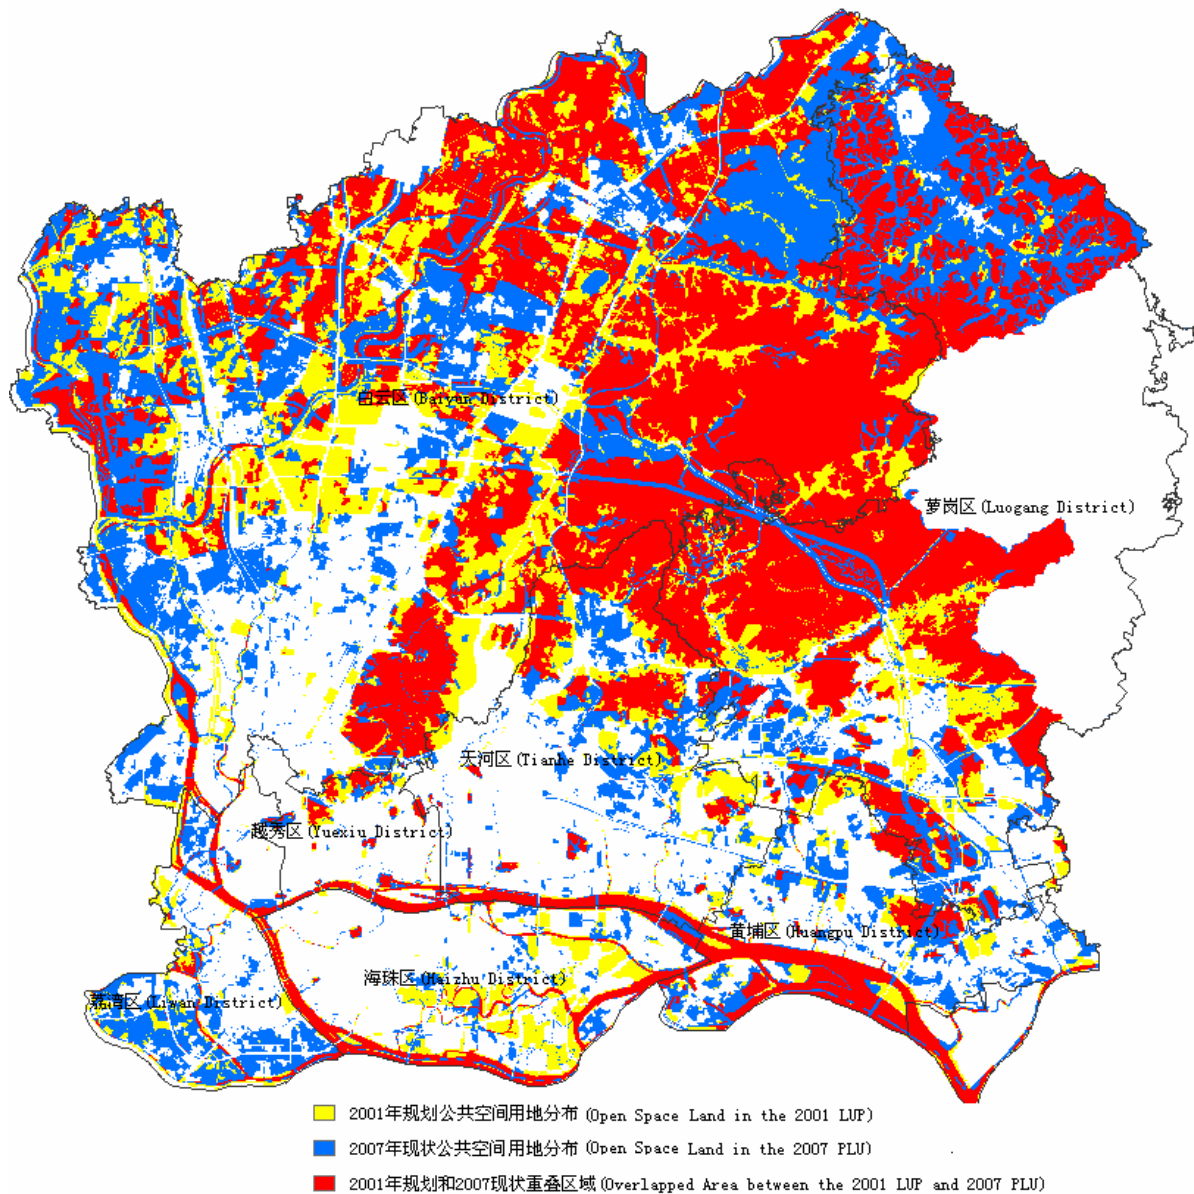 白云区(Baiyun District)
萝岗区(Luogang District)
天河区(Tianhe District)
越秀区(Yuexiu District)
黄埔区(Huangpu District)
海珠区(Haizhu District)
荔湾区(Liwan District)
2001年规划公共空间用地分布(Open Space Land in the 2001 LUP)
2007年现状公共空间用地分布(Open Space Land in the 2007 PLU)
2001年规划和2007现状重叠区域(Overlapped Area between the 2001 LUP and 2007 PLU)